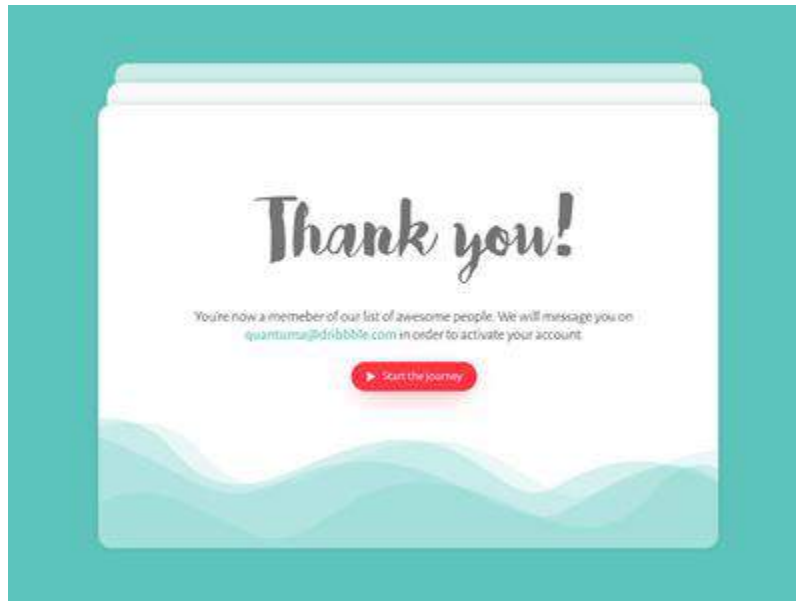 Thank you!
You're now a memeber of our list of awesome people. We will message you on
quantuma@dribbble.com in order to activate your account
Start the journey